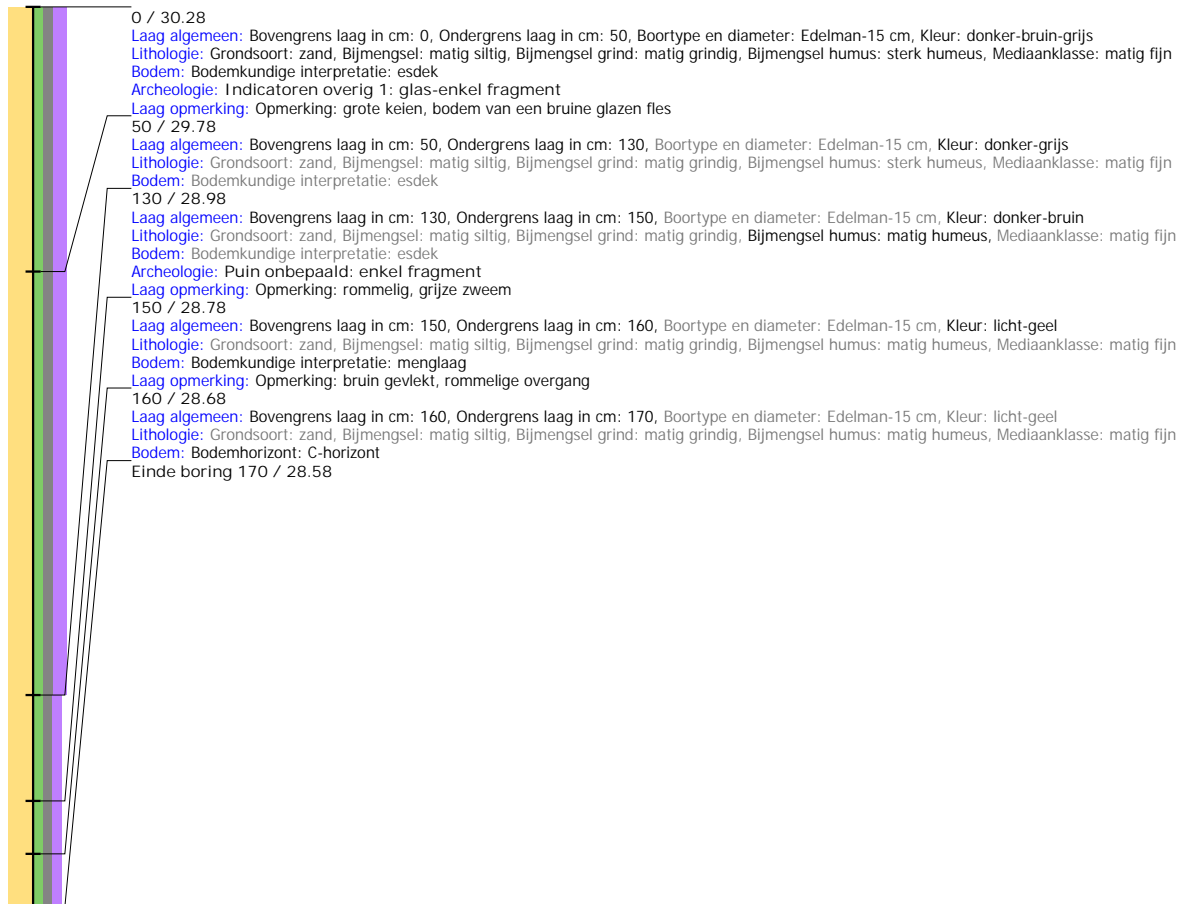 0 / 30.28
Laag algemeen: Bovengrens laag in cm: 0, Ondergrens laag in cm: 50, Boortype en diameter: Edelman-15 cm, Kleur: donker-bruin-grijs
Lithologie: Grondsoort: zand, Bijmengsel: matig siltig, Bijmengsel grind: matig grindig, Bijmengsel humus: sterk humeus, Mediaanklasse: matig fijn
Bodem: Bodemkundige interpretatie: esdek
Archeologie: Indicatoren overig 1: glas-enkel fragment
Laag opmerking: Opmerking: grote keien, bodem van een bruine glazen fles
50 / 29.78
Laag algemeen: Bovengrens laag in cm: 50, Ondergrens laag in cm: 130, Boortype en diameter: Edelman-15 cm, Kleur: donker-grijs
Lithologie: Grondsoort: zand, Bijmengsel: matig siltig, Bijmengsel grind: matig grindig, Bijmengsel humus: sterk humeus, Mediaanklasse: matig fijn
Bodem: Bodemkundige interpretatie: esdek
130 / 28.98
Laag algemeen: Bovengrens laag in cm: 130, Ondergrens laag in cm: 150, Boortype en diameter: Edelman-15 cm, Kleur: donker-bruin
Lithologie: Grondsoort: zand, Bijmengsel: matig siltig, Bijmengsel grind: matig grindig, Bijmengsel humus: matig humeus, Mediaanklasse: matig fijn
Bodem: Bodemkundige interpretatie: esdek
Archeologie: Puin onbepaald: enkel fragment
Laag opmerking: Opmerking: rommelig, grijze zweem
150 / 28.78
Laag algemeen: Bovengrens laag in cm: 150, Ondergrens laag in cm: 160, Boortype en diameter: Edelman-15 cm, Kleur: licht-geel
Lithologie: Grondsoort: zand, Bijmengsel: matig siltig, Bijmengsel grind: matig grindig, Bijmengsel humus: matig humeus, Mediaanklasse: matig fijn
Bodem: Bodemkundige interpretatie: menglaag
Laag opmerking: Opmerking: bruin gevlekt, rommelige overgang
160 / 28.68
Laag algemeen: Bovengrens laag in cm: 160, Ondergrens laag in cm: 170, Boortype en diameter: Edelman-15 cm, Kleur: licht-geel
Lithologie: Grondsoort: zand, Bijmengsel: matig siltig, Bijmengsel grind: matig grindig, Bijmengsel humus: matig humeus, Mediaanklasse: matig fijn
Bodem: Bodemhorizont: C-horizont
Einde boring 170 / 28.58